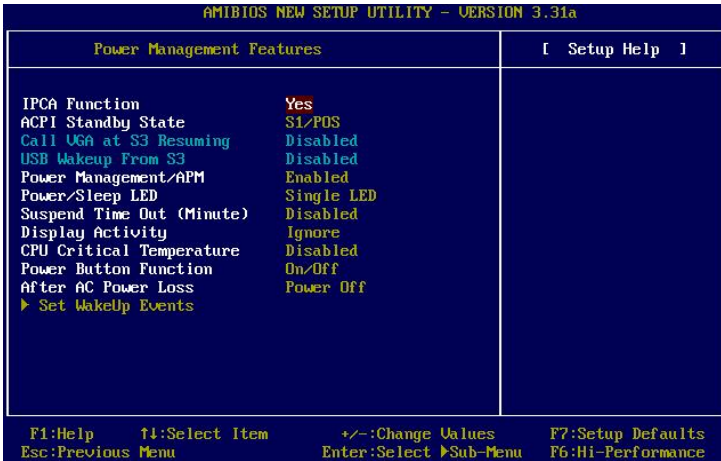 AMIBIOS NEW SETUP UTILITY - VERSION 3.31a
Power Management Features
[ Setup Help ]
IPCA Function Yes
ACPI Standby State S1/POS
Call VGA at S3 Resuming Disabled
USB Wakeup From S3 Disabled
Power Management/APM Enabled
Power/Sleep LED Single LED
Suspend Time Out (Minute) Disabled
Display Activity Ignore
CPU Critical Temperature Disabled
Power Button Function On/Off
After AC Power Loss Power Off
▶ Set WakeUp Events
F1:Help ↑↓:Select Item +/-:Change Values F7:Setup Defaults
Esc:Previous Menu Enter:Select ▶Sub-Menu F6:Hi-Performance